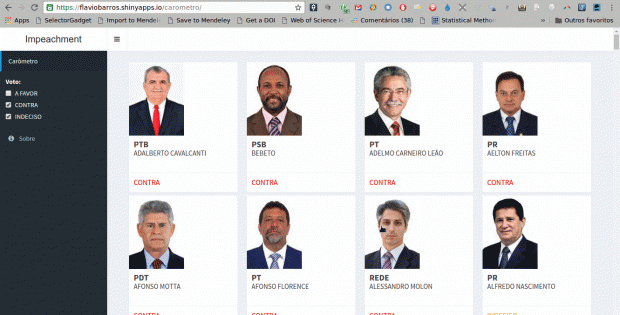 https://flaviobarros.shinyapps.io/carometro/
Apps SelectorGadget Import to Mendele Save to Mendeley Get a DOI Web of Science Comentários (38) Statistical Method Outros favoritos
Impeachment
Carômetro
Voto:
A FAVOR
CONTRA
INDECISO
Sobre
PTB PSB PT PR
ADALBERTO CAVALCANTI BEBETO ADELMO CARNEIRO LEÃO AELTON FREITAS
CONTRA CONTRA CONTRA CONTRA
PDT PT REDE PR
AFONSO MOTTA AFONSO FLORENCE ALESSANDRO MOLON ALFREDO NASCIMENTO
CONTRA CONTRA CONTRA INDECISO